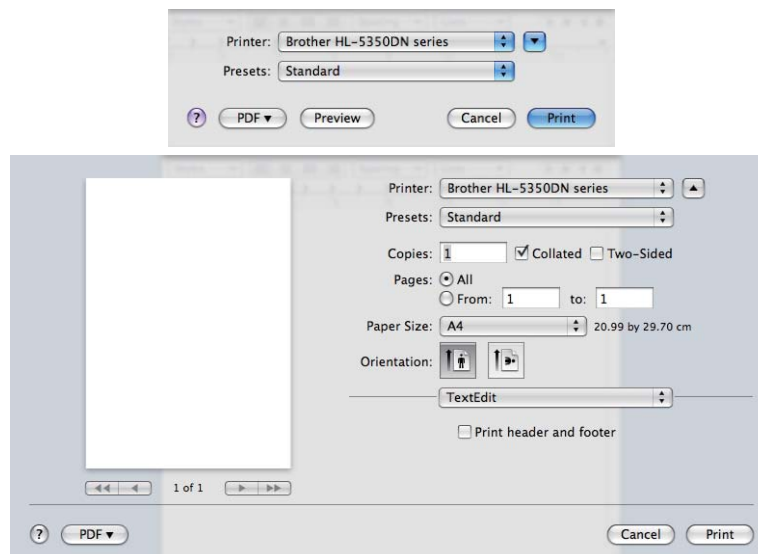 Printer: Brother HL-5350DN series
Presets: Standard
? PDF▼ Preview Cancel Print
Printer: Brother HL-5350DN series
Presets: Standard
Copies: 1 Collated Two-Sided
Pages: All
From: 1 to: 1
Paper Size: A4 20.99 by 29.70 cm
Orientation:
TextEdit
Print header and footer
1 of 1
? PDF▼ Cancel Print